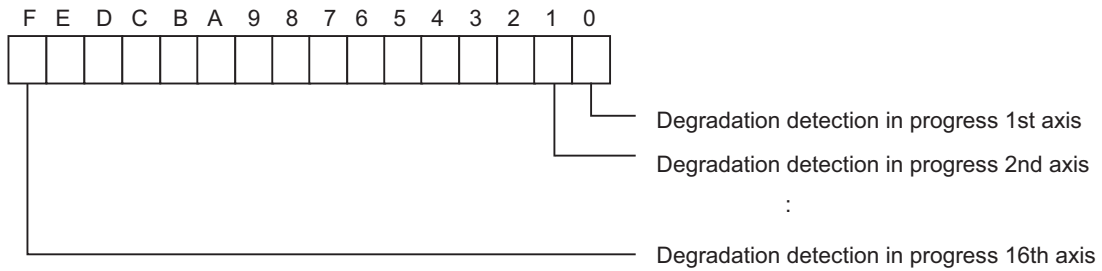 F E D C B A 9 8 7 6 5 4 3 2 1 0
Degradation detection in progress 1st axis
Degradation detection in progress 2nd axis
:
Degradation detection in progress 16th axis